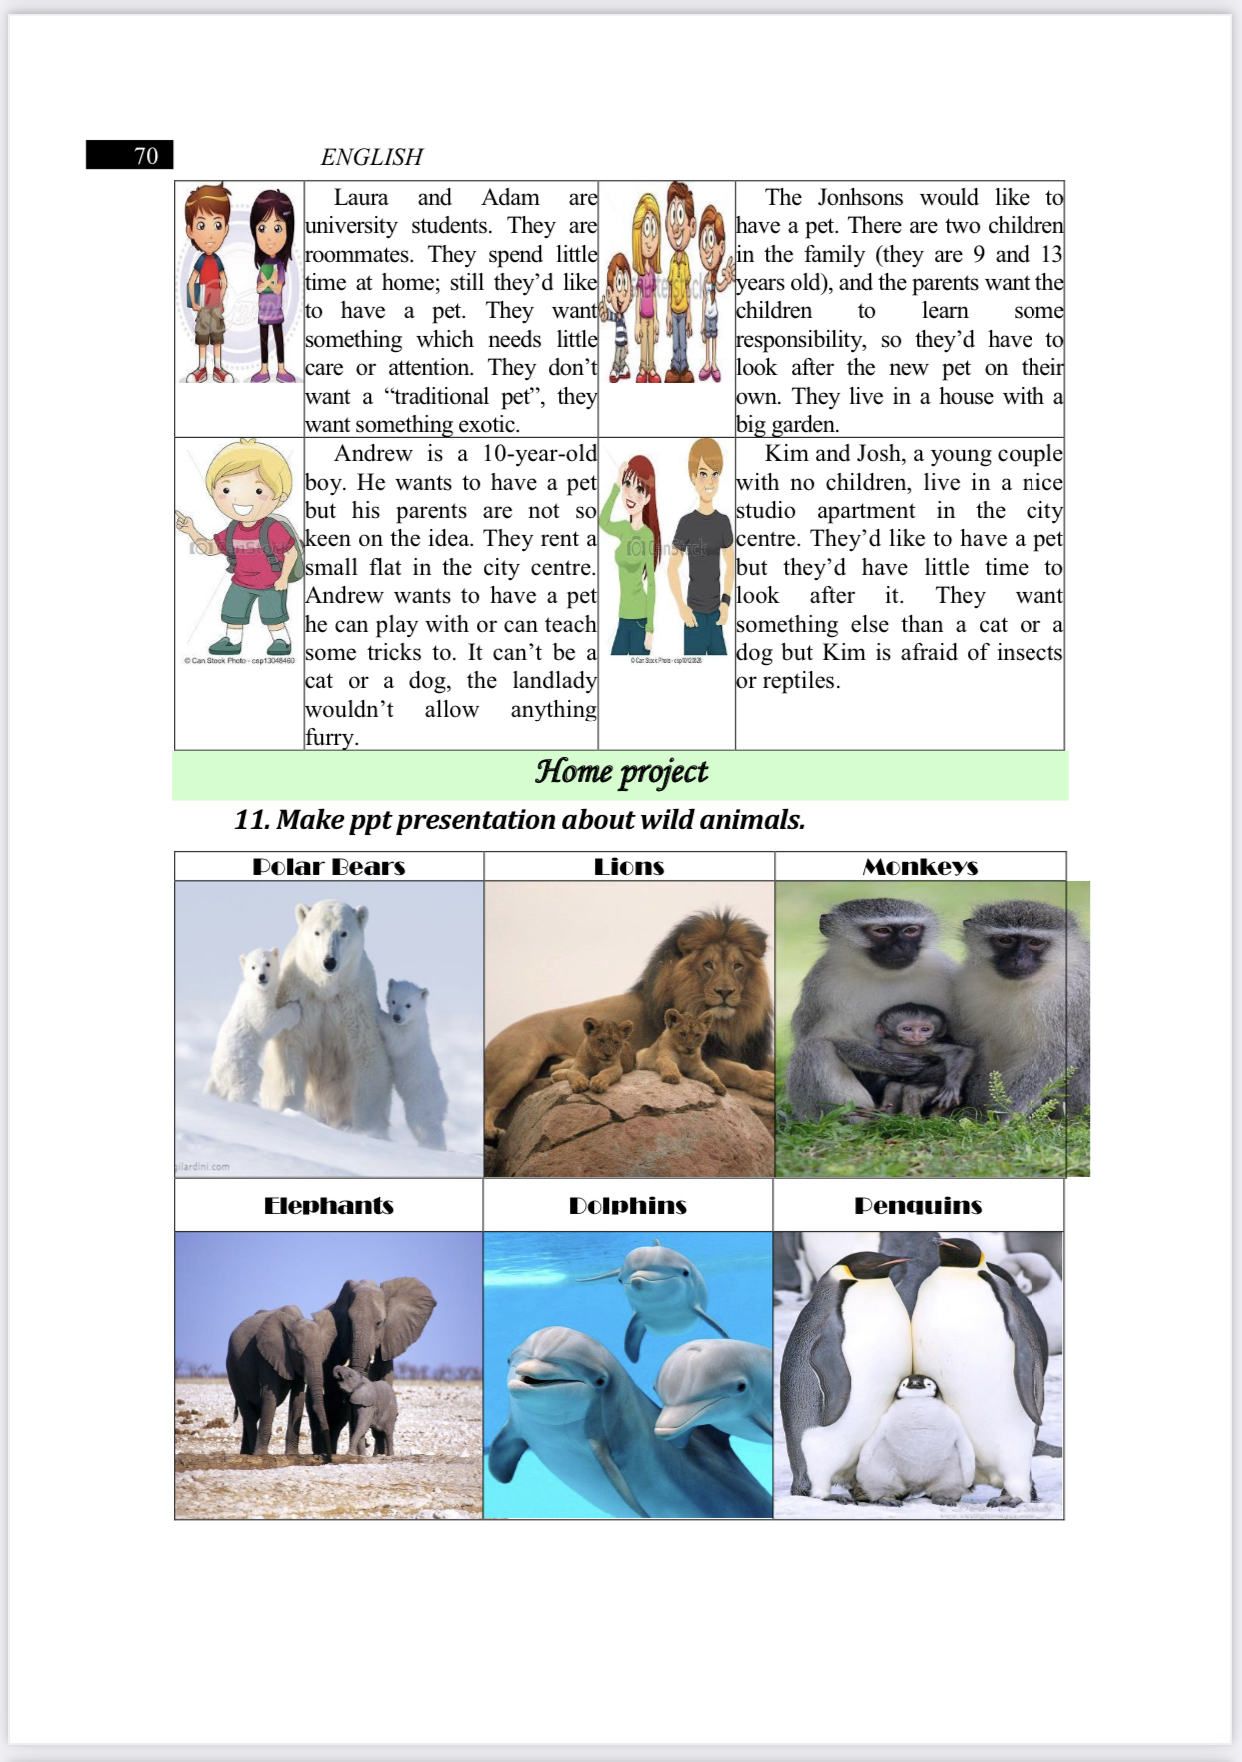 70
ENGLISH
Laura and Adam are
university students. They are
roommates. They spend little
time at home; still they’d like
to have a pet. They want
something which needs little
care or attention. They don’t
want a “traditional pet”, they
want something exotic.
The Jonhsons would like to
have a pet. There are two children
in the family (they are 9 and 13
years old), and the parents want the
children to learn some
responsibility, so they’d have to
look after the new pet on their
own. They live in a house with a
big garden.
Andrew is a 10-year-old
boy. He wants to have a pet
but his parents are not so
keen on the idea. They rent a
small flat in the city centre.
Andrew wants to have a pet
he can play with or can teach
some tricks to. It can’t be a
cat or a dog, the landlady
wouldn’t allow anything
furry.
© Can Stock Photo - csp13048460
Kim and Josh, a young couple
with no children, live in a nice
studio apartment in the city
centre. They’d like to have a pet
but they’d have little time to
look after it. They want
something else than a cat or a
dog but Kim is afraid of insects
or reptiles.
Home project
11. Make ppt presentation about wild animals.
Polar Bears
Lions
Monkeys
gilardini.com
Elephants
Dolphins
Penquins